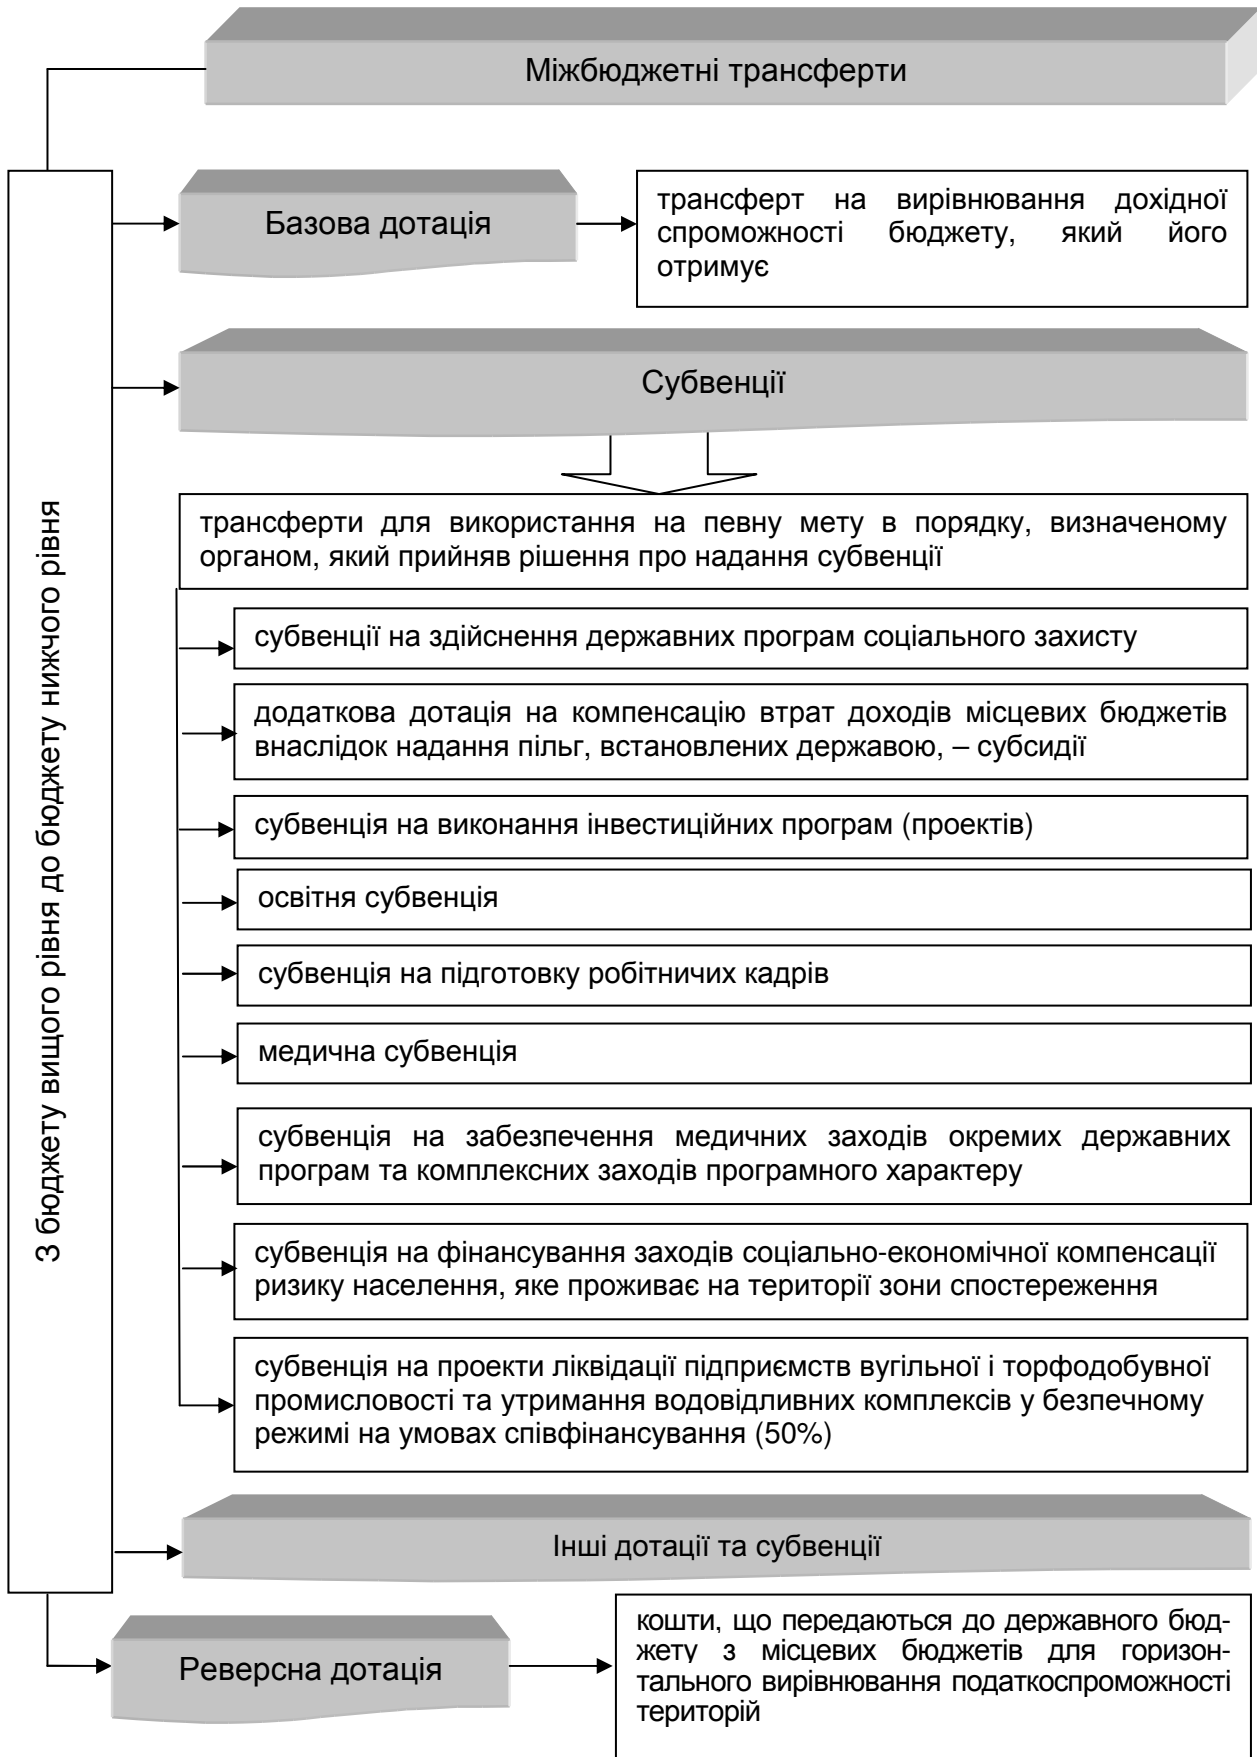 Міжбюджетні трансферти
З бюджету вищого рівня до бюджету нижчого рівня
Базова дотація
трансферт на вирівнювання дохідної
спроможності бюджету, який його
отримує
Субвенції
трансферти для використання на певну мету в порядку, визначеному
органом, який прийняв рішення про надання субвенції
субвенції на здійснення державних програм соціального захисту
додаткова дотація на компенсацію втрат доходів місцевих бюджетів
внаслідок надання пільг, встановлених державою, – субсидії
субвенція на виконання інвестиційних програм (проектів)
освітня субвенція
субвенція на підготовку робітничих кадрів
медична субвенція
субвенція на забезпечення медичних заходів окремих державних
програм та комплексних заходів програмного характеру
субвенція на фінансування заходів соціально-економічної компенсації
ризику населення, яке проживає на території зони спостереження
субвенція на проекти ліквідації підприємств вугільної і торфодобувної
промисловості та утримання водовідливних комплексів у безпечному
режимі на умовах співфінансування (50%)
Інші дотації та субвенції
Реверсна дотація
кошти, що передаються до державного бюд-
жету з місцевих бюджетів для горизон-
тального вирівнювання податкоспроможності
територій